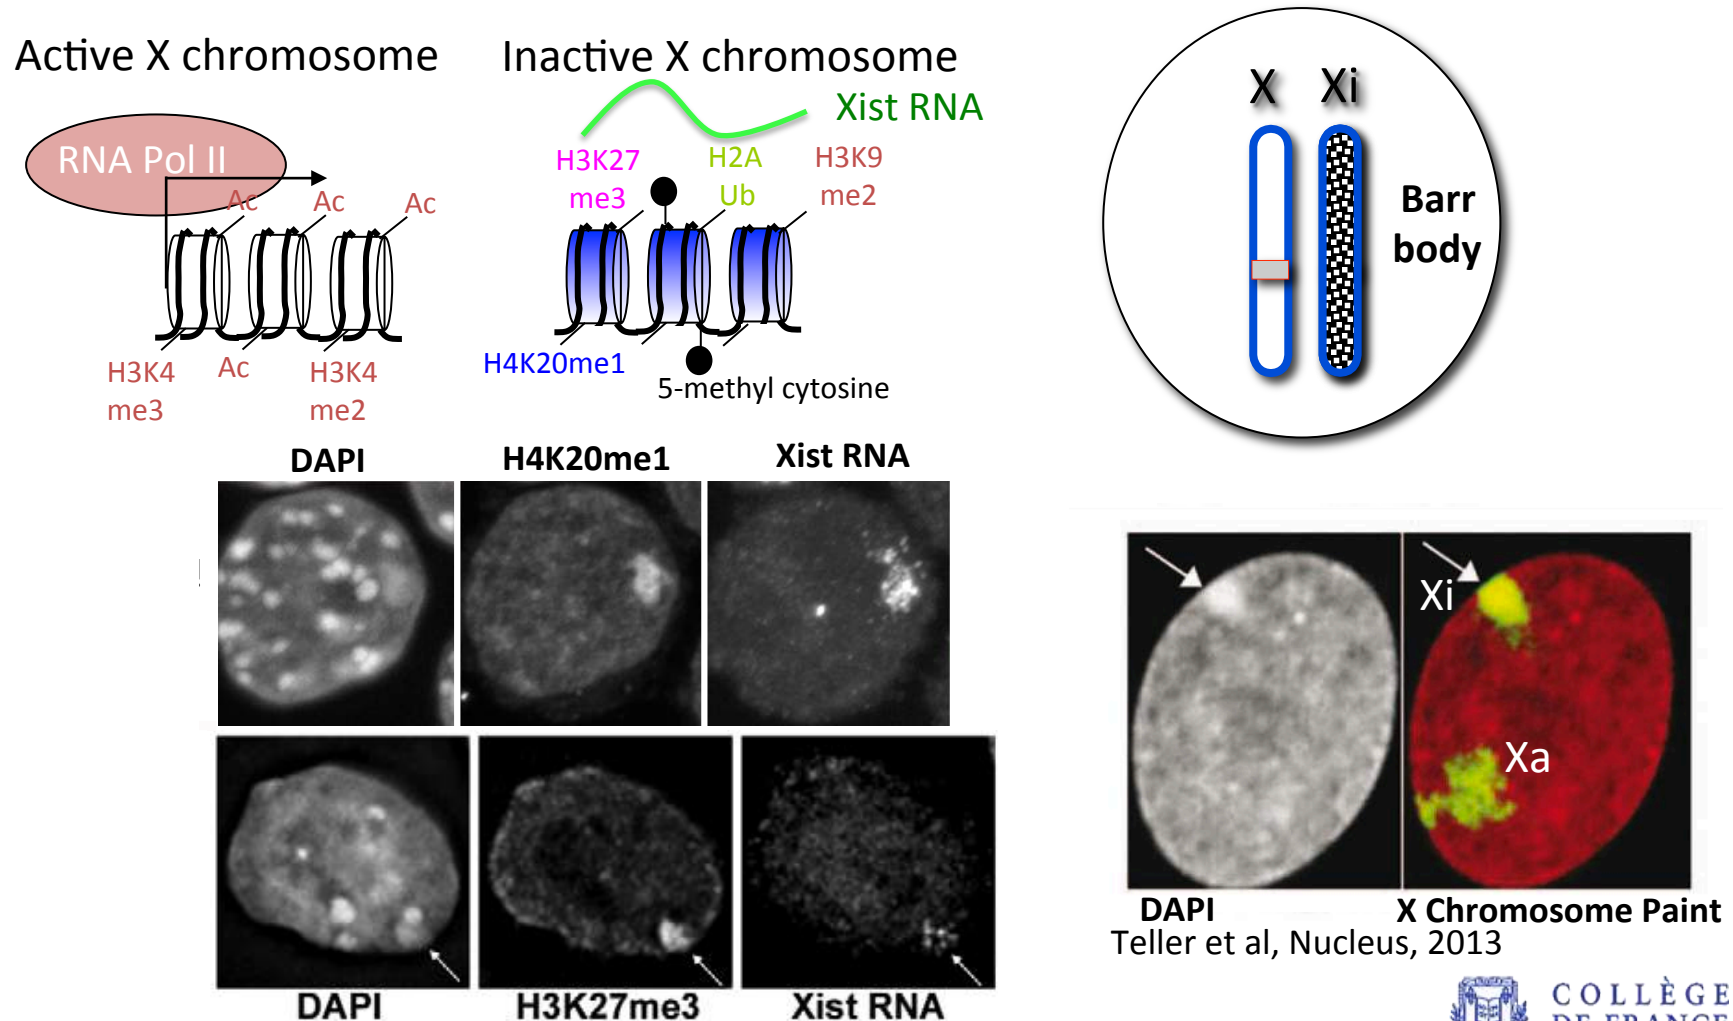 Active X chromosome
Inactive X chromosome
Xist RNA
RNA Pol II
Ac
Ac
Ac
H3K27
me3
H2A
Ub
H3K9
me2
H3K4
me3
Ac
H3K4
me2
H4K20me1
5-methyl cytosine
X
Xi
Barr
body
DAPI
H4K20me1
Xist RNA
Xi
Xa
DAPI
X Chromosome Paint
Teller et al, Nucleus, 2013
DAPI
H3K27me3
Xist RNA
COLLÈGE
DE FRANCE